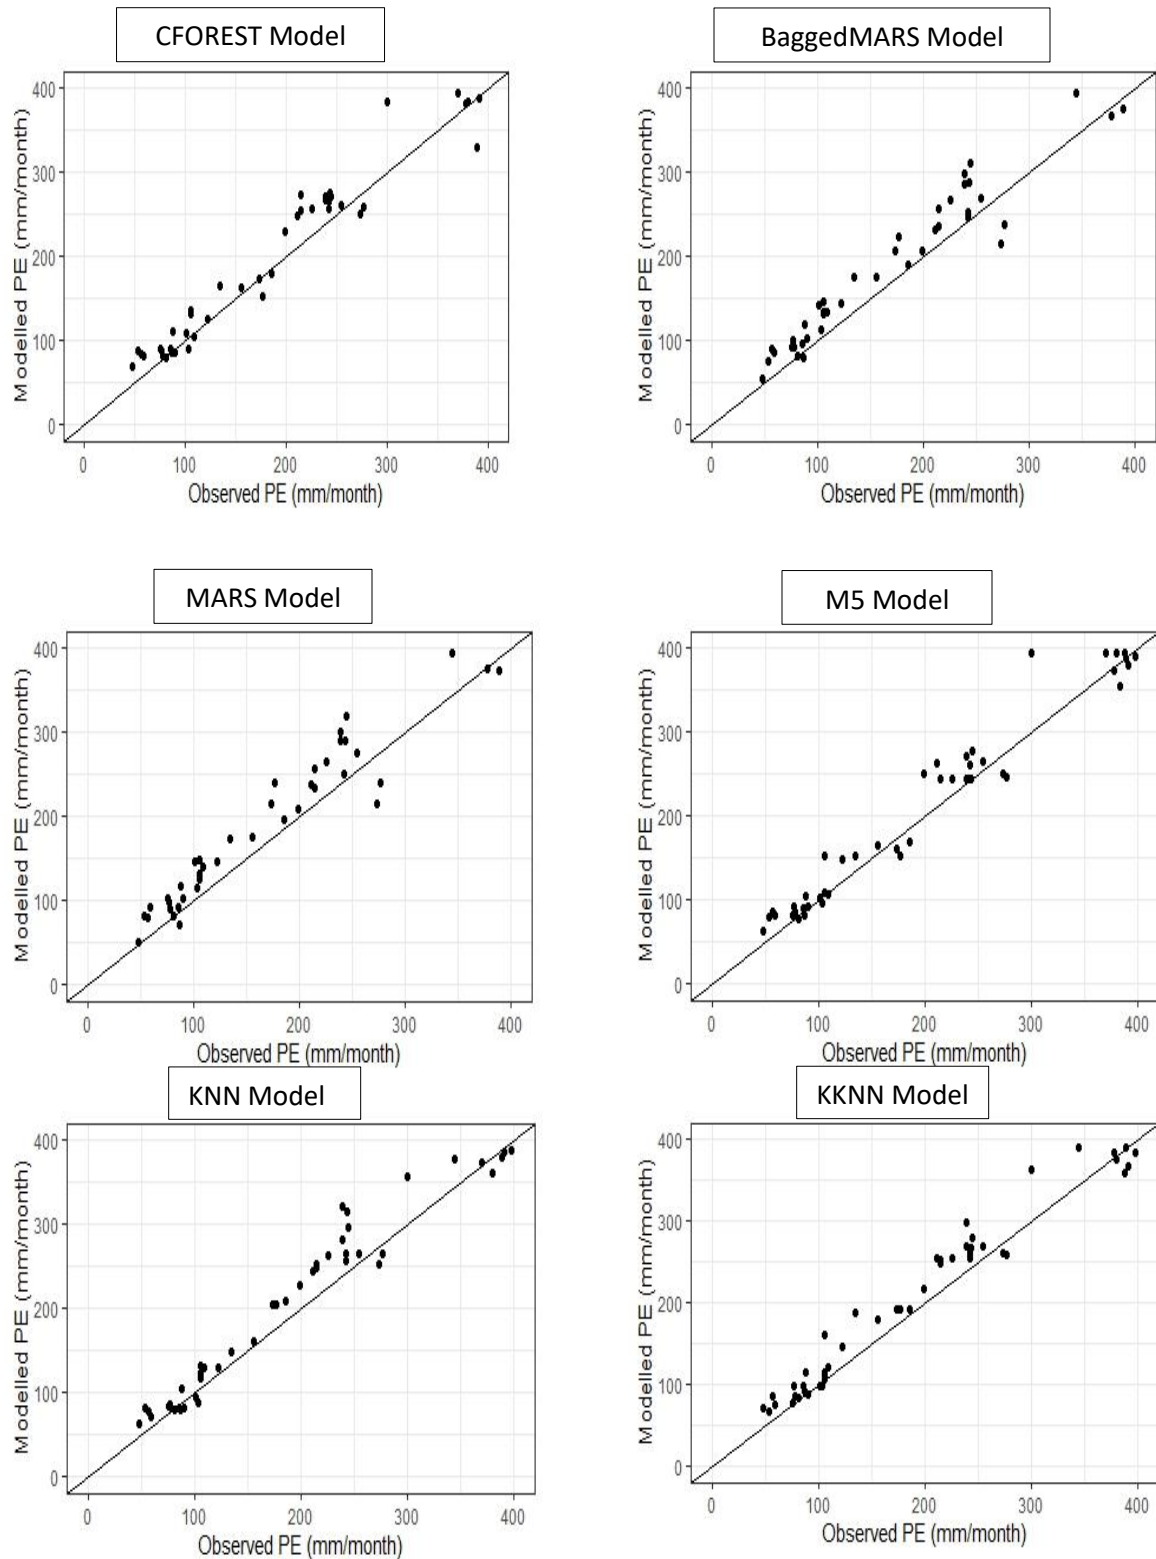 CFOREST Model
BaggedMARS Model
Modelled PE (mm/month)
400
300
200
100
0
0 100 200 300 400
Observed PE (mm/month)
Modelled PE (mm/month)
400
300
200
100
0
0 100 200 300 400
Observed PE (mm/month)
MARS Model
M5 Model
Modelled PE (mm/month)
400
300
200
100
0
0 100 200 300 400
Observed PE (mm/month)
Modelled PE (mm/month)
400
300
200
100
0
0 100 200 300 400
Observed PE (mm/month)
KNN Model
KKNN Model
Modelled PE (mm/month)
400
300
200
100
0
0 100 200 300 400
Observed PE (mm/month)
Modelled PE (mm/month)
400
300
200
100
0
0 100 200 300 400
Observed PE (mm/month)